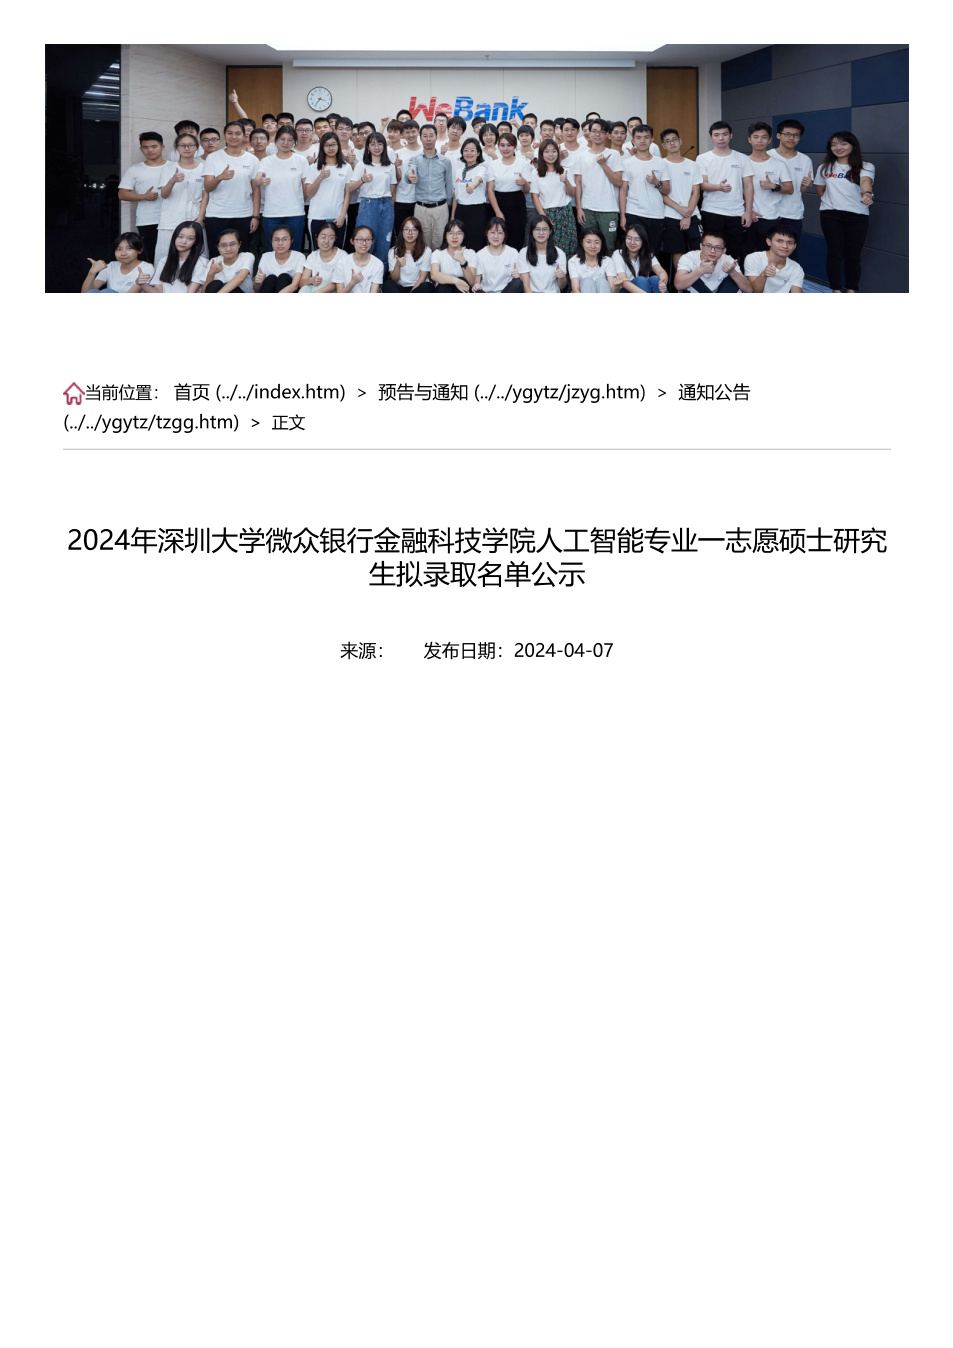 WeBank
WeBank
当前位置： 首页 (../../index.htm) > 预告与通知 (../../ygytz/jzyg.htm) > 通知公告
(../../ygytz/tzgg.htm) > 正文
2024年深圳大学微众银行金融科技学院人工智能专业一志愿硕士研究
生拟录取名单公示
来源： 发布日期：2024-04-07